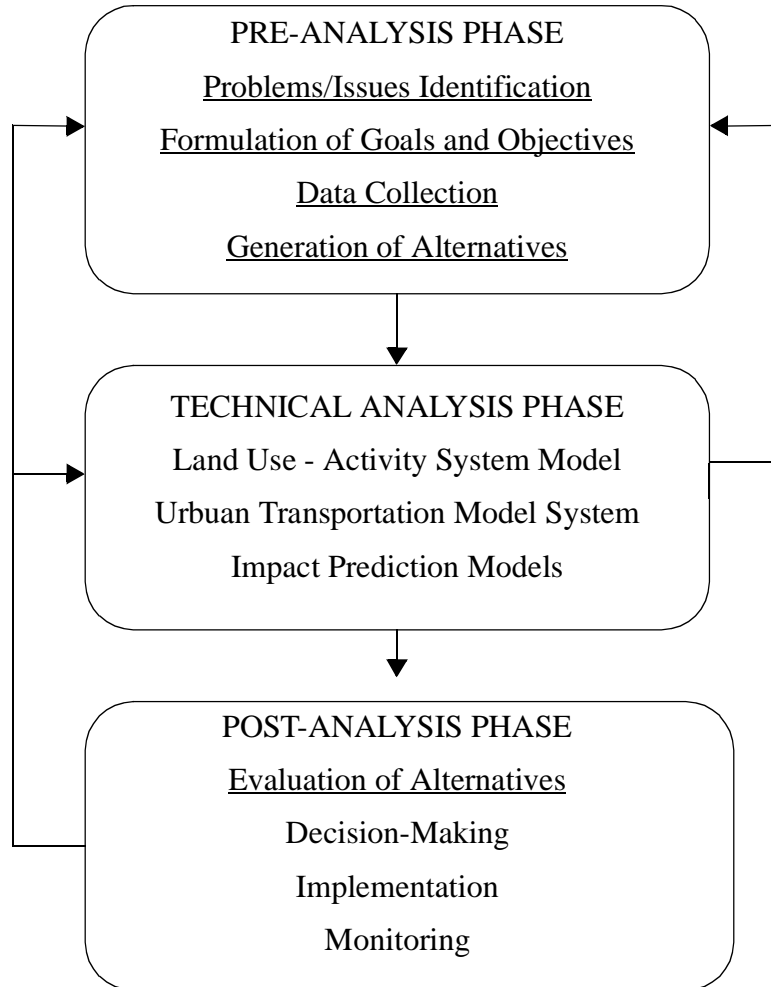 PRE-ANALYSIS PHASE
Problems/Issues Identification
Formulation of Goals and Objectives
Data Collection
Generation of Alternatives
TECHNICAL ANALYSIS PHASE
Land Use - Activity System Model
Urbuan Transportation Model System
Impact Prediction Models
POST-ANALYSIS PHASE
Evaluation of Alternatives
Decision-Making
Implementation
Monitoring